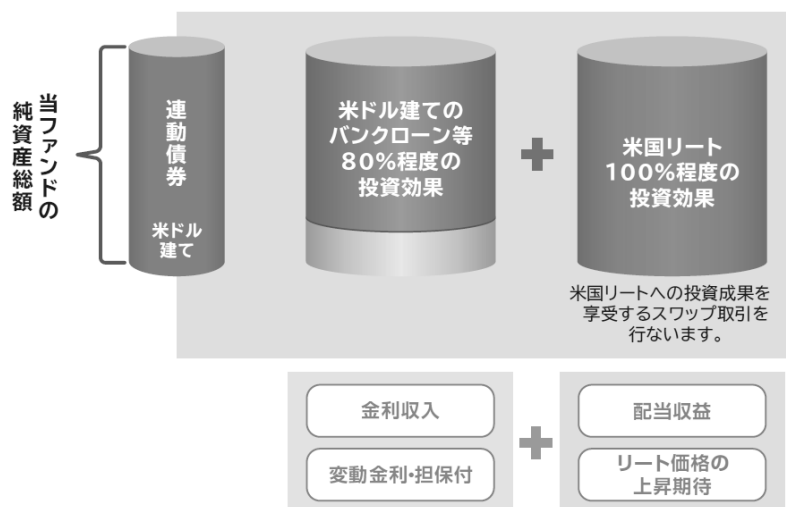 当ファンドの
純資産総額
連動債券
米ドル
建て
米ドル建ての
バンクローン等
80%程度の
投資効果
米国リート
100%程度の
投資効果
米国リートへの投資成果を
享受するスワップ取引を
行ないます。
金利収入
配当収益
変動金利・担保付
リート価格の
上昇期待